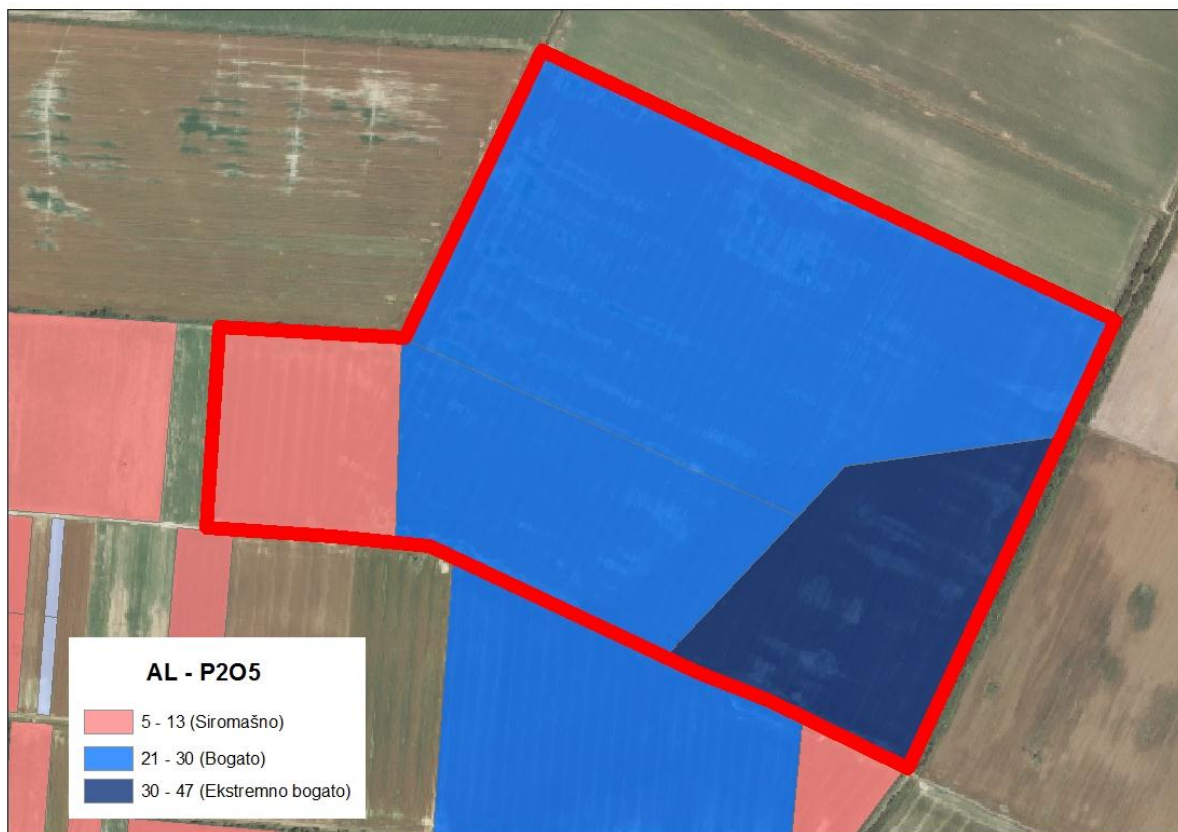 AL - P2O5
5 - 13 (Siromašno)
21 - 30 (Bogato)
30 - 47 (Ekstremno bogato)